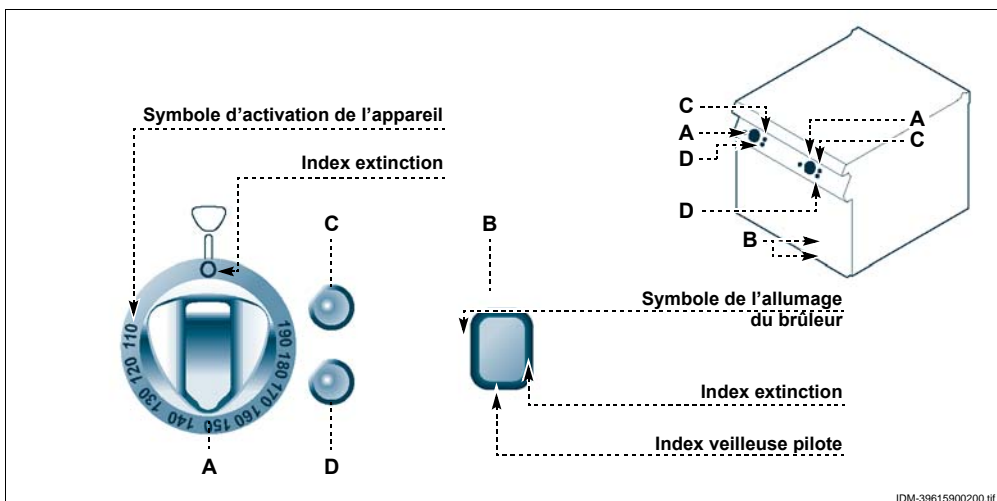 Symbole d'activation de l'appareil
Index extinction
C
B
C
A
D
A
C
D
B
110
120
130
140
150
160
170
180
190
Symbole de l'allumage
du brûleur
Index extinction
Index veilleuse pilote
A
D
IDM-39615900200.tif